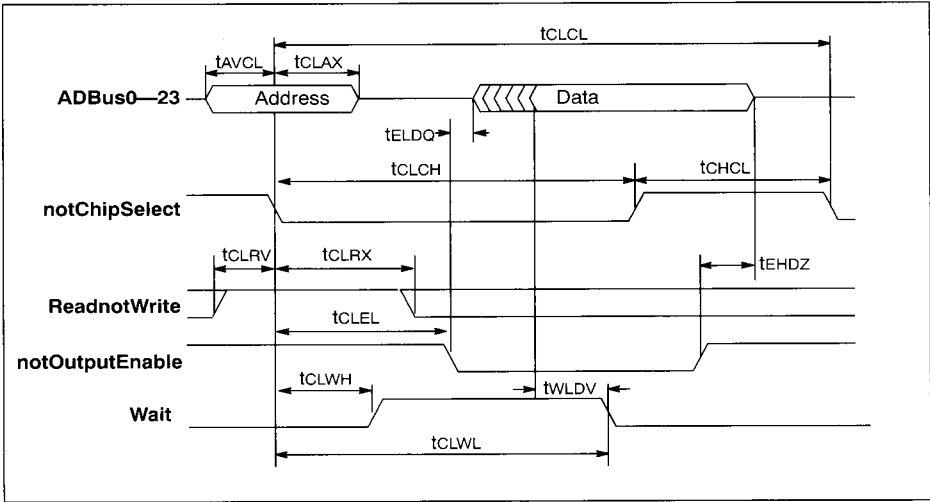 tCLCL
tAVCL tCLAX
ADBus0—23 Address Data
tELDQ
tCLCH tCHCL
notChipSelect
tCLRV tCLRX tEHDZ
ReadnotWrite
tCLEL
notOutputEnable
tCLWH tWLDV
Wait
tCLWL